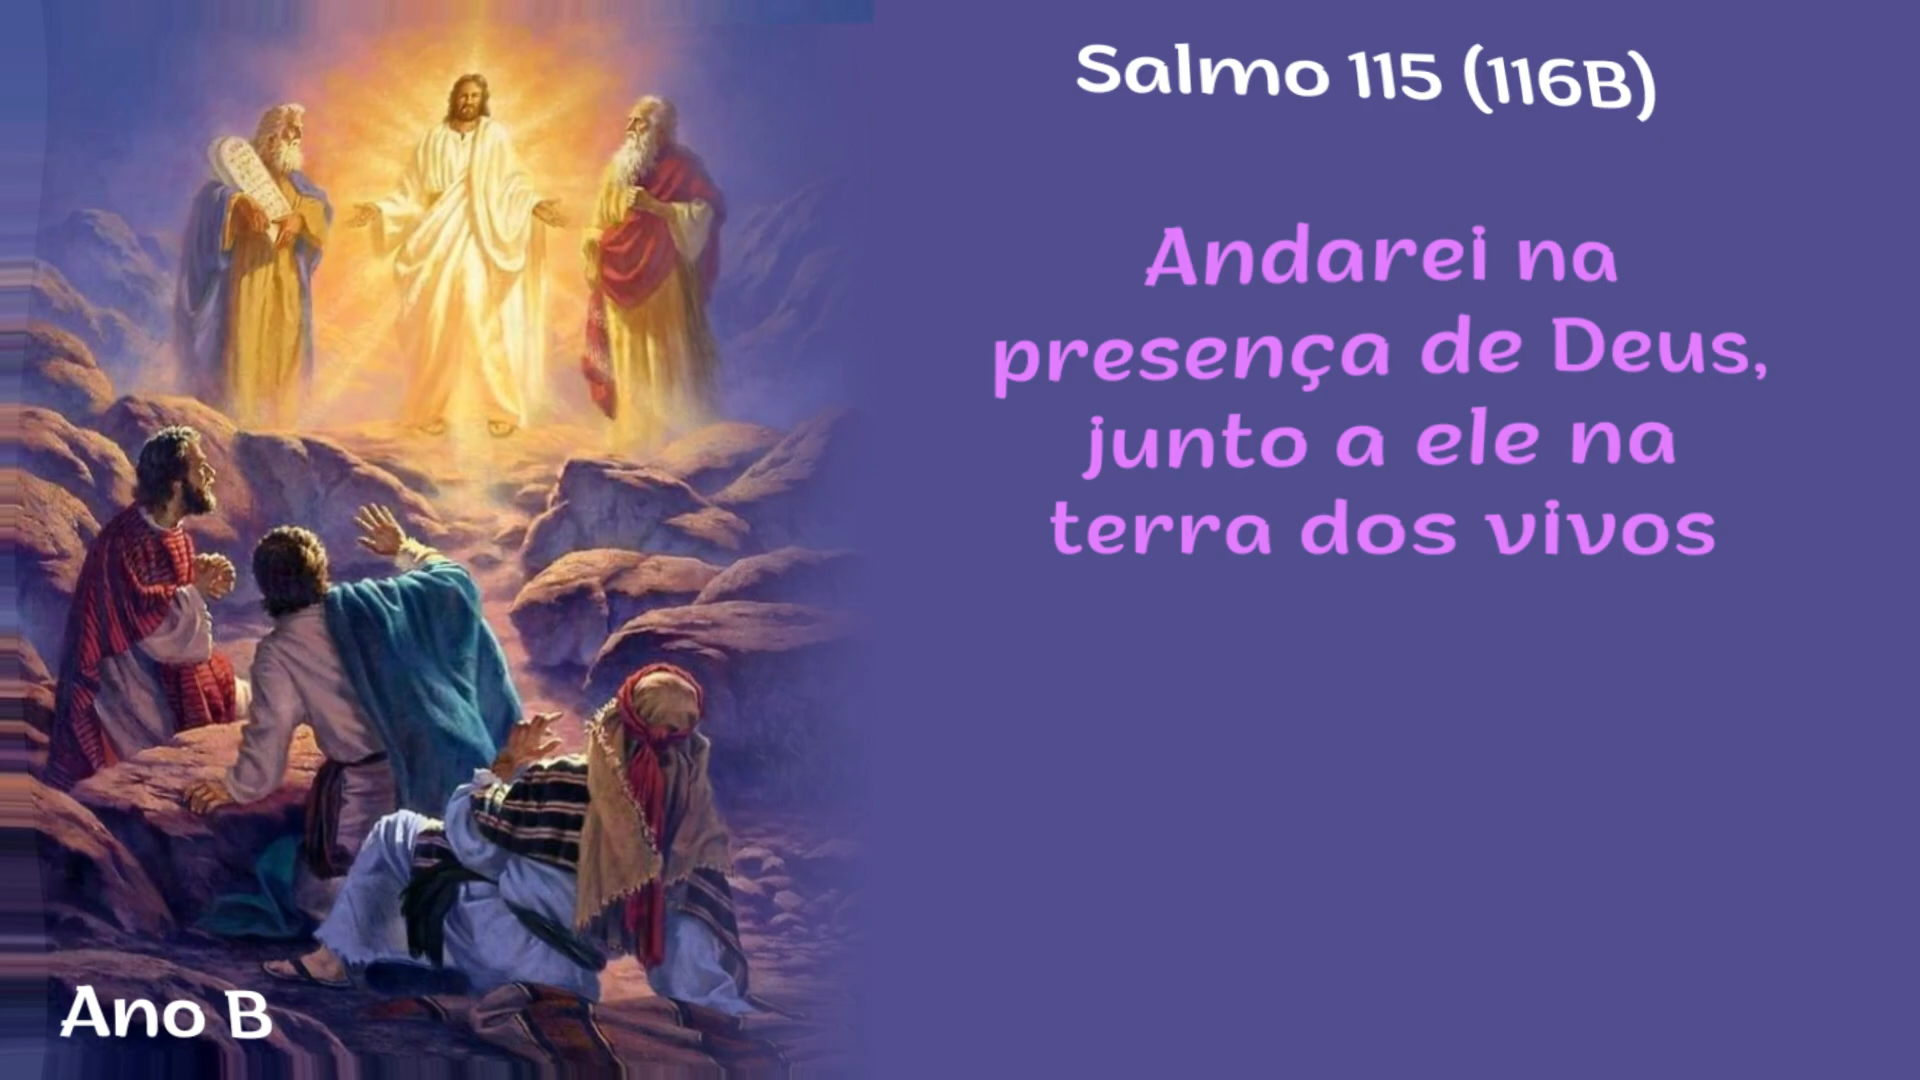 Salmo 115 (116B)
Andarei na
presença de Deus,
junto a ele na
terra dos vivos
Ano B